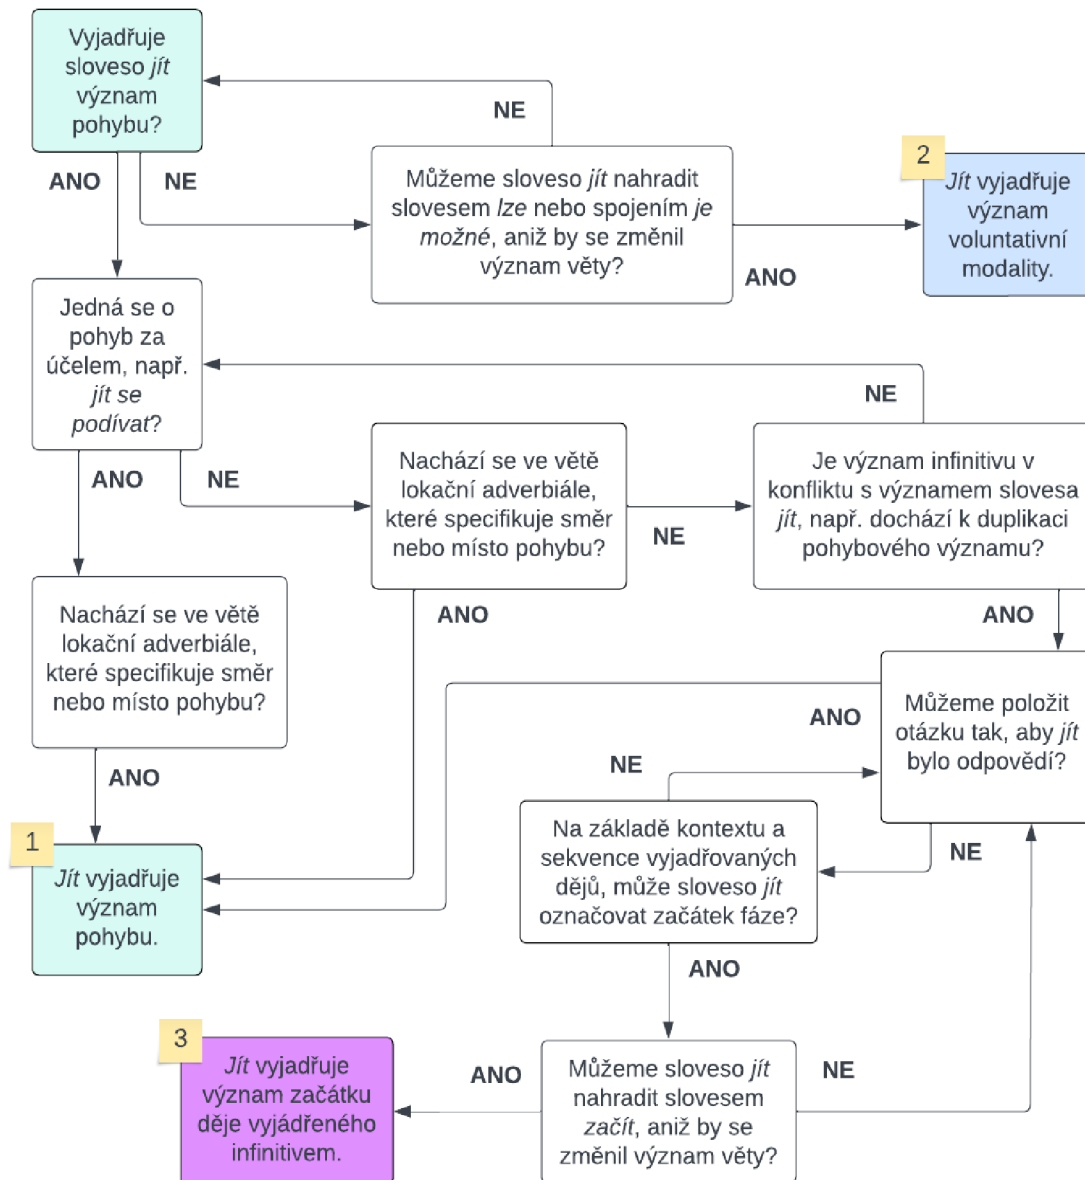 Vyjadřuje
sloveso jít
význam
pohybu?
NE
ANO
NE
Můžeme sloveso jít nahradit
slovesem lze nebo spojením je
možné, aniž by se změnil
význam věty?
ANO
2
Jít vyjadřuje
význam
voluntativní
modality.
Jedná se o
pohyb za
účelem, např.
jít se
podívat?
NE
ANO
NE
Nachází se ve větě
lokační adverbiále,
které specifikuje směr
nebo místo pohybu?
NE
Je význam infinitivu v
konfliktu s významem slovesa
jít, např. dochází k duplikaci
pohybového významu?
ANO
ANO
Nachází se ve větě
lokační adverbiále,
které specifikuje směr
nebo místo pohybu?
ANO
Můžeme položit
otázku tak, aby jít
bylo odpovědí?
ANO
NE
NE
Na základě kontextu a
sekvence vyjadřovaných
dějů, může sloveso jít
označovat začátek fáze?
ANO
1
Jít vyjadřuje
význam
pohybu.
3
Jít vyjadřuje
význam začátku
děje vyjádřeného
infinitivem.
ANO
Můžeme sloveso jít
nahradit slovesem
začít, aniž by se
změnil význam věty?
NE